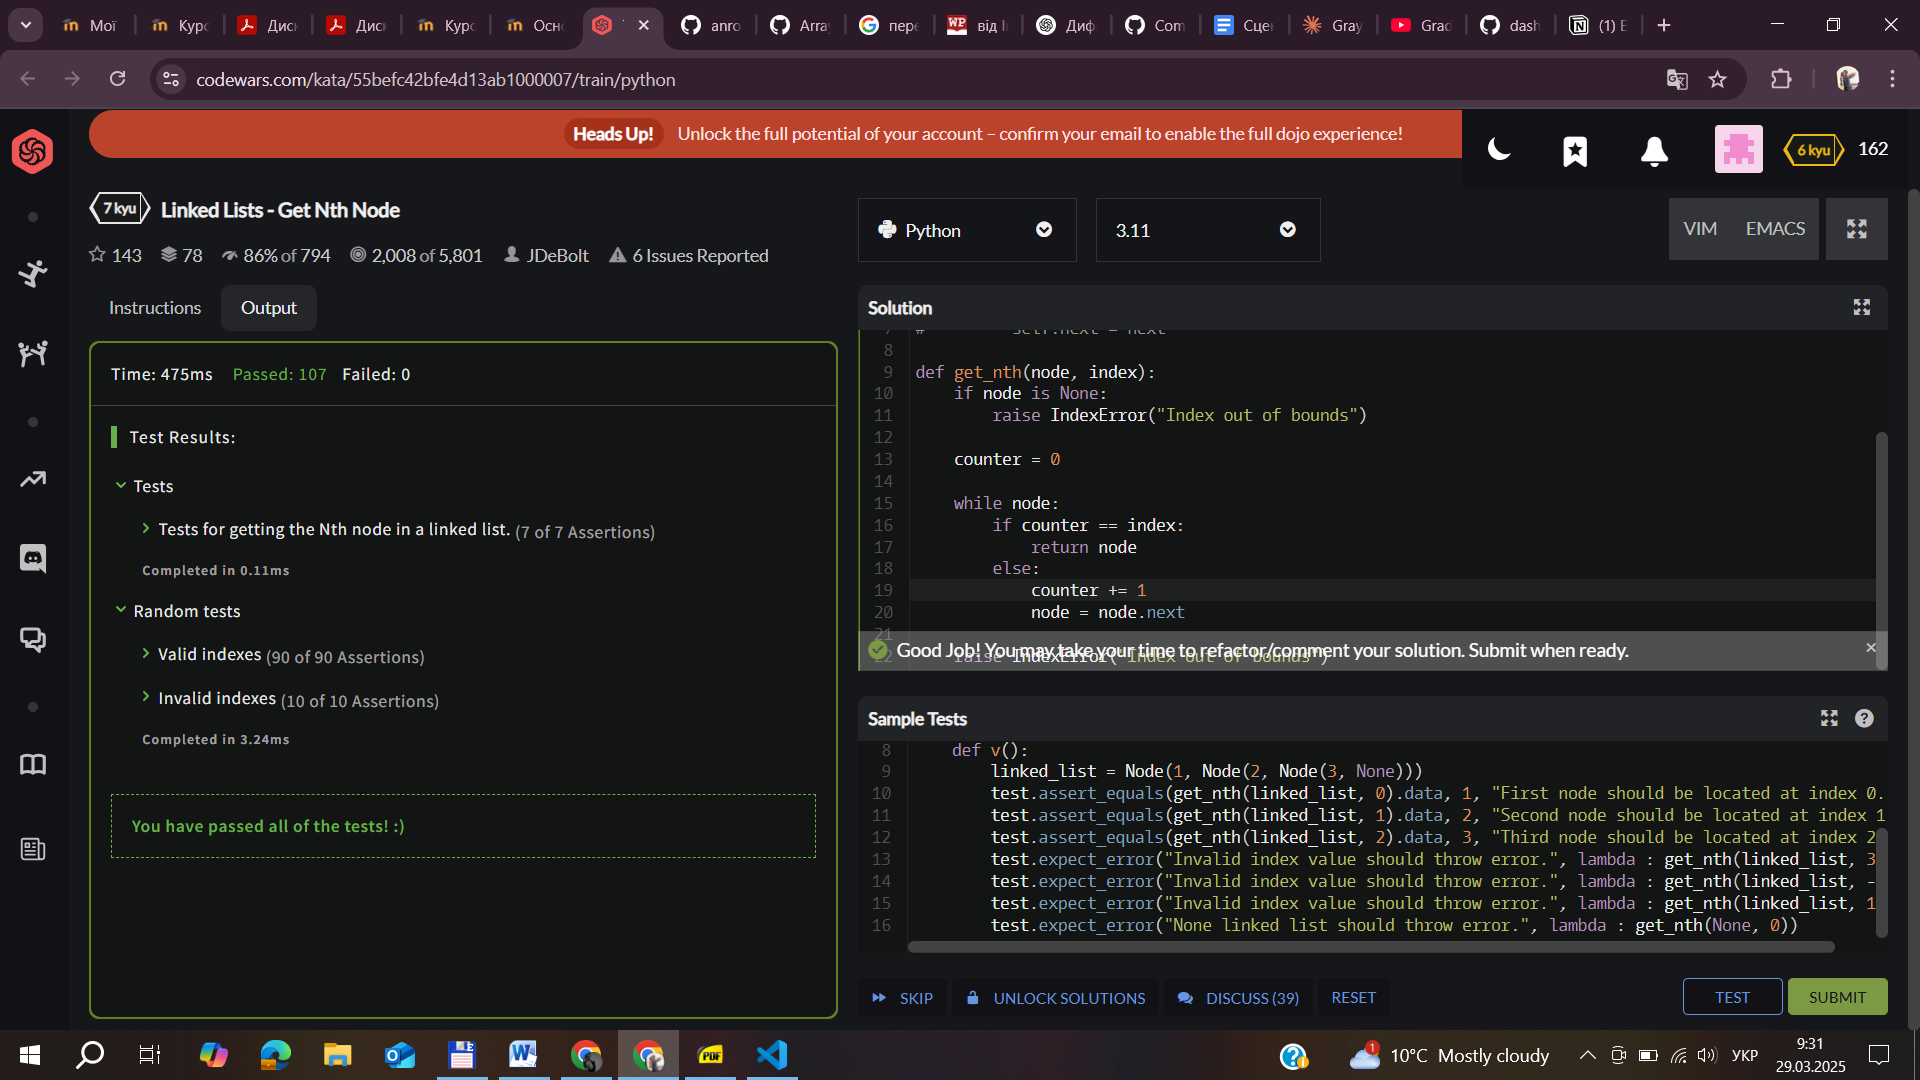 Мої
Курс
Диск
Диск
Курс
Осно
anro
Array
пере
від І
Диф
Com
Сце
Gray
Grad
dash
(1) Е
codewars.com/kata/55befc42bfe4d13ab1000007/train/python
Heads Up! Unlock the full potential of your account – confirm your email to enable the full dojo experience!
6 kyu 162
7 kyu Linked Lists - Get Nth Node
143 78 86% of 794 2,008 of 5,801 JDeBolt 6 Issues Reported
Instructions Output
Time: 475ms Passed: 107 Failed: 0
Test Results:
Tests
Tests for getting the Nth node in a linked list. (7 of 7 Assertions)
Completed in 0.11ms
Random tests
Valid indexes (90 of 90 Assertions)
Invalid indexes (10 of 10 Assertions)
Completed in 3.24ms
You have passed all of the tests! :)
Python 3.11 VIM EMACS
Solution
7 # self.next = next
8
9 def get_nth(node, index):
10 if node is None:
11 raise IndexError("Index out of bounds")
12
13 counter = 0
14
15 while node:
16 if counter == index:
17 return node
18 else:
19 counter += 1
20 node = node.next
21
22 raise IndexError("Index out of bounds")
Good Job! You may take your time to refactor/comment your solution. Submit when ready.
Sample Tests
8 def v():
9 linked_list = Node(1, Node(2, Node(3, None)))
10 test.assert_equals(get_nth(linked_list, 0).data, 1, "First node should be located at index 0.
11 test.assert_equals(get_nth(linked_list, 1).data, 2, "Second node should be located at index 1
12 test.assert_equals(get_nth(linked_list, 2).data, 3, "Third node should be located at index 2
13 test.expect_error("Invalid index value should throw error.", lambda : get_nth(linked_list, 3
14 test.expect_error("Invalid index value should throw error.", lambda : get_nth(linked_list, -
15 test.expect_error("Invalid index value should throw error.", lambda : get_nth(linked_list, 1
16 test.expect_error("None linked list should throw error.", lambda : get_nth(None, 0))
SKIP UNLOCK SOLUTIONS DISCUSS (39) RESET TEST SUBMIT
PDF
1 10°C Mostly cloudy УКР 9:31
29.03.2025